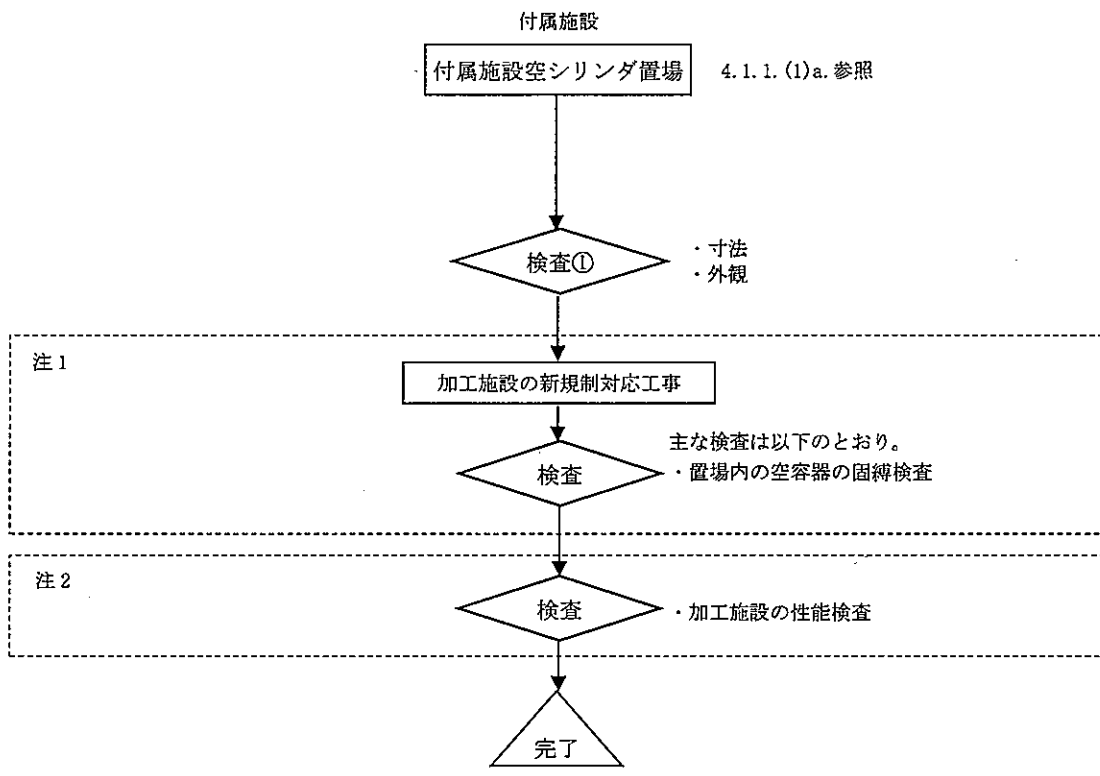 付属施設
付属施設空シリンダ置場
4.1.1.(1)a.参照
検査①
・寸法
・外観
注1
加工施設の新規制対応工事
主な検査は以下のとおり。
検査
・置場内の空容器の固縛検査
注2
検査
・加工施設の性能検査
完了